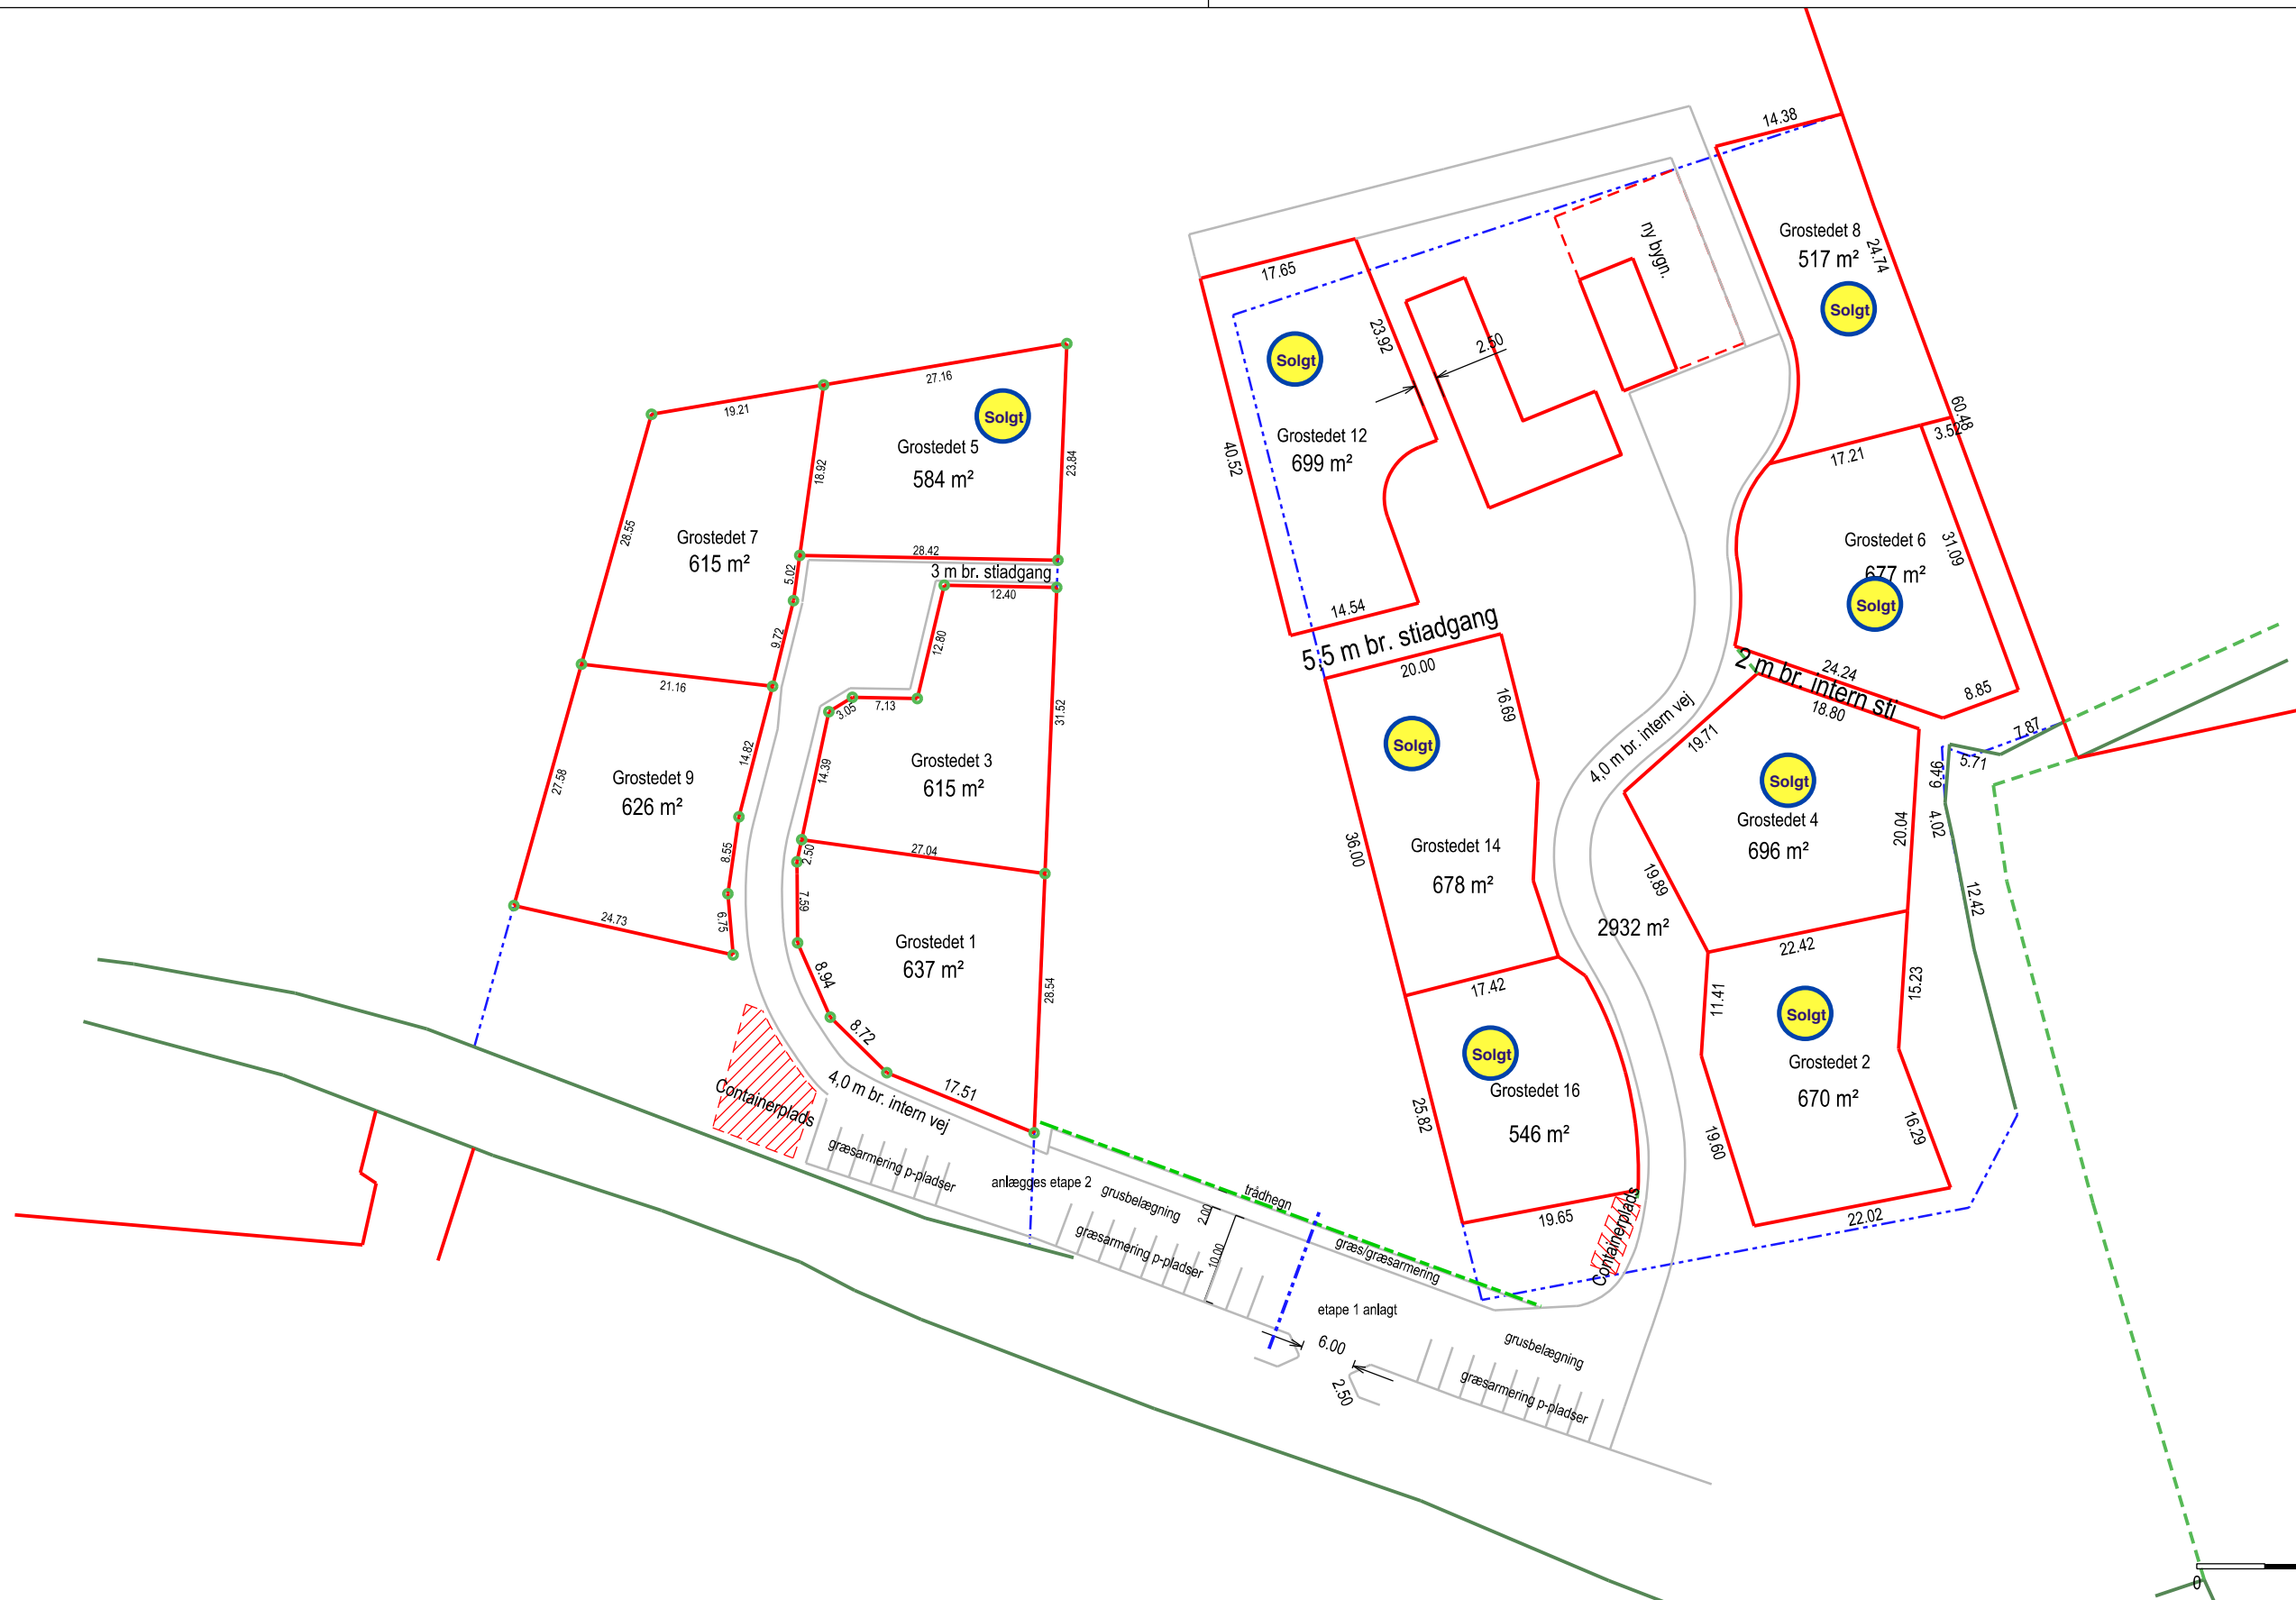 14.38
Grostedet 8
517 m²
24.74
Solgt
ny bygn.
17.65
23.92
2.50
Solgt
Grostedet 12
699 m²
40.52
14.54
60.48
3.52
17.21
Grostedet 6
677 m²
31.09
Solgt
24.24
8.85
2 m br. intern sti
27.16
19.21
Solgt
Grostedet 5
584 m²
18.92
23.84
28.42
3 m br. stiadgang
12.40
Grostedet 7
615 m²
28.55
5.02
9.72
12.80
21.16
3.05
7.13
31.52
Grostedet 9
626 m²
27.58
14.82
14.39
Grostedet 3
615 m²
8.55
6.75
24.73
2.50
27.04
7.59
Grostedet 1
637 m²
8.94
8.72
17.51
28.54
5,5 m br. stiadgang
20.00
16.69
Solgt
Grostedet 14
678 m²
36.00
17.42
4,0 m br. intern vej
19.71
18.80
Solgt
Grostedet 4
696 m²
20.04
19.89
2932 m²
22.42
7.87
5.71
6.46
4.02
12.42
11.41
15.23
Solgt
Grostedet 2
670 m²
19.60
16.29
22.02
Solgt
Grostedet 16
546 m²
25.82
19.65
Containerplads
Containerplads
4,0 m br. intern vej
græsarmering p-pladser
anlægges etape 2
grusbelægning
græsarmering p-pladser
2.00
10.00
trådhegn
græs/græsarmering
etape 1 anlagt
6.00
2.50
grusbelægning
græsarmering p-pladser
0